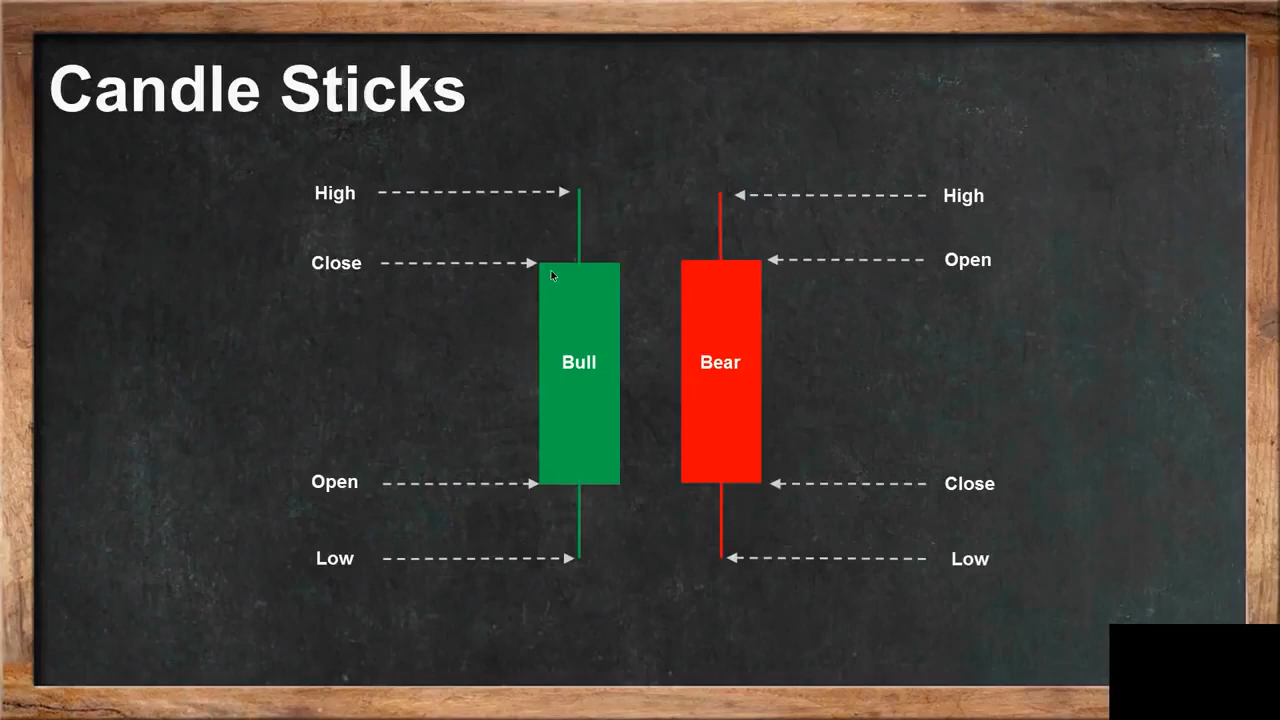 Candle Sticks
High
High
Close
Open
Bull
Bear
Open
Close
Low
Low